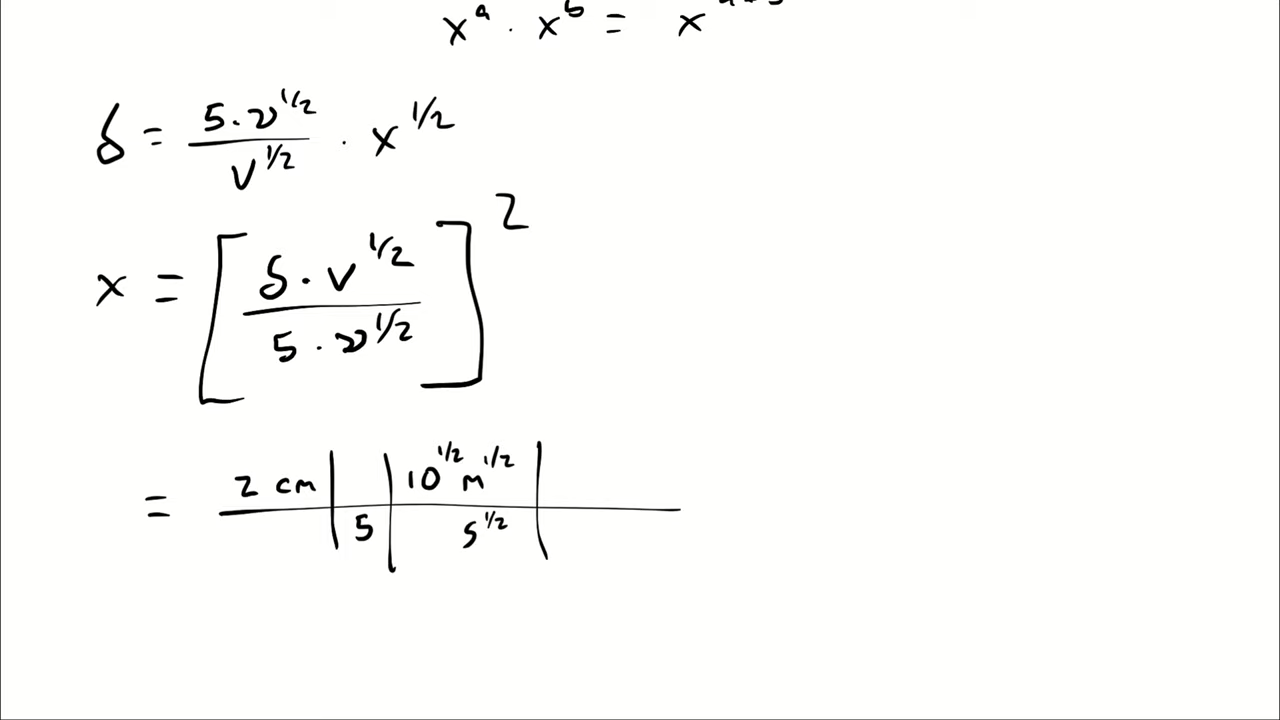 x^a · x^b = x
δ = 5·ν^1/2 / V^1/2 · x^1/2
x = [δ · V^1/2 / 5 · ν^1/2]^2
= 2 cm | | 10^1/2 m^1/2 |
5 | s^1/2